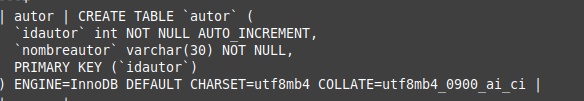 | autor | CREATE TABLE `autor` (
  `idautor` int NOT NULL AUTO_INCREMENT,
  `nombreautor` varchar(30) NOT NULL,
  PRIMARY KEY (`idautor`)
) ENGINE=InnoDB DEFAULT CHARSET=utf8mb4 COLLATE=utf8mb4_0900_ai_ci |